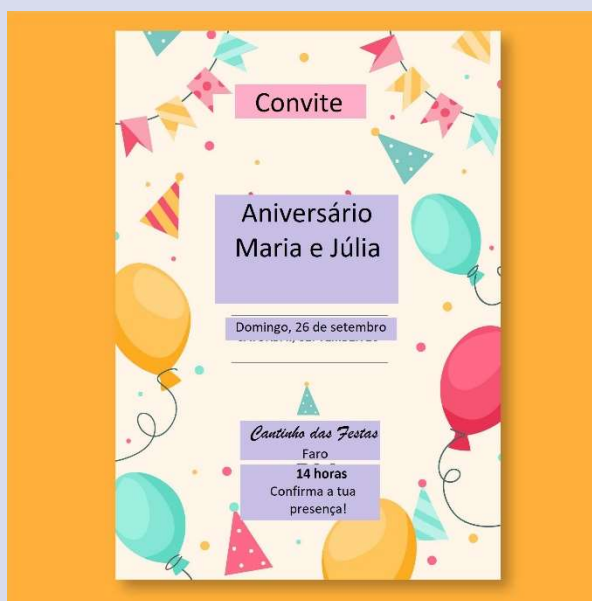 Convite
Aniversário
Maria e Júlia
Domingo, 26 de setembro
Cantinho das Festas
Faro
14 horas
Confirma a tua
presença!